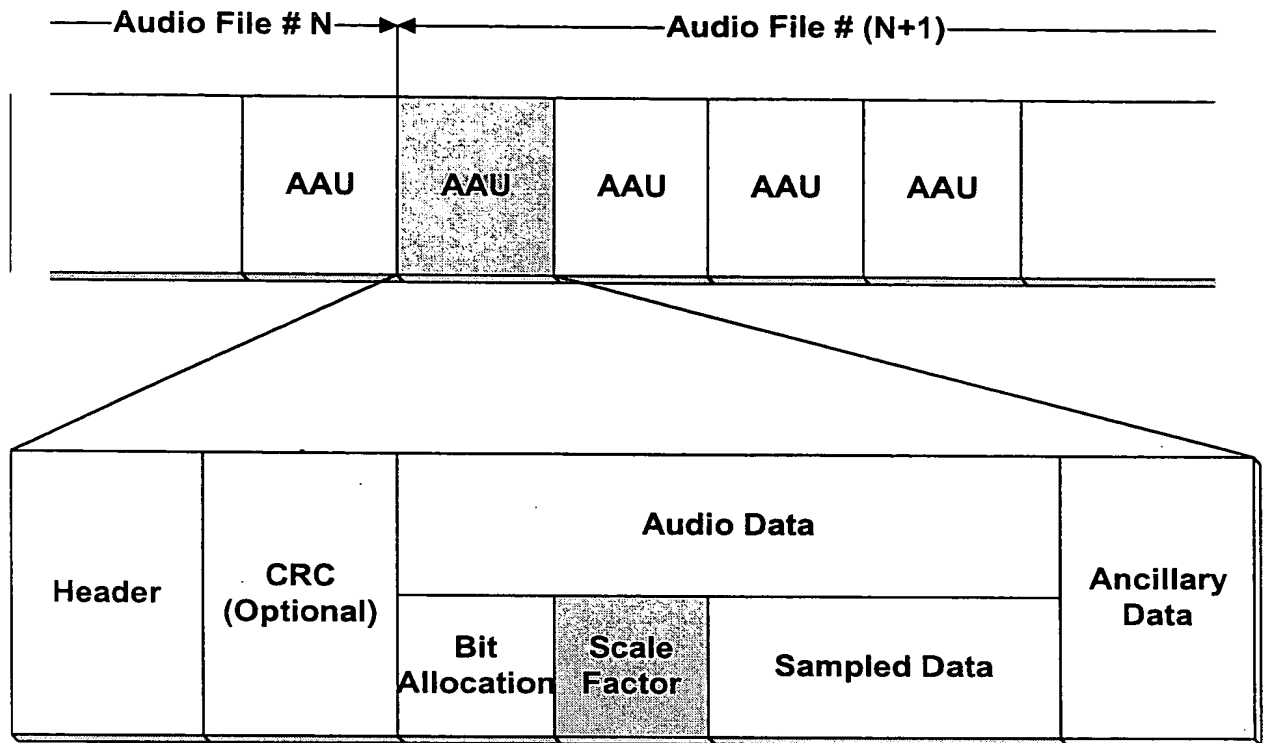 Audio File # N
Audio File # (N+1)
AAU
AAU
AAU
AAU
AAU
Header
CRC
(Optional)
Audio Data
Bit
Allocation
Scale
Factor
Sampled Data
Ancillary
Data